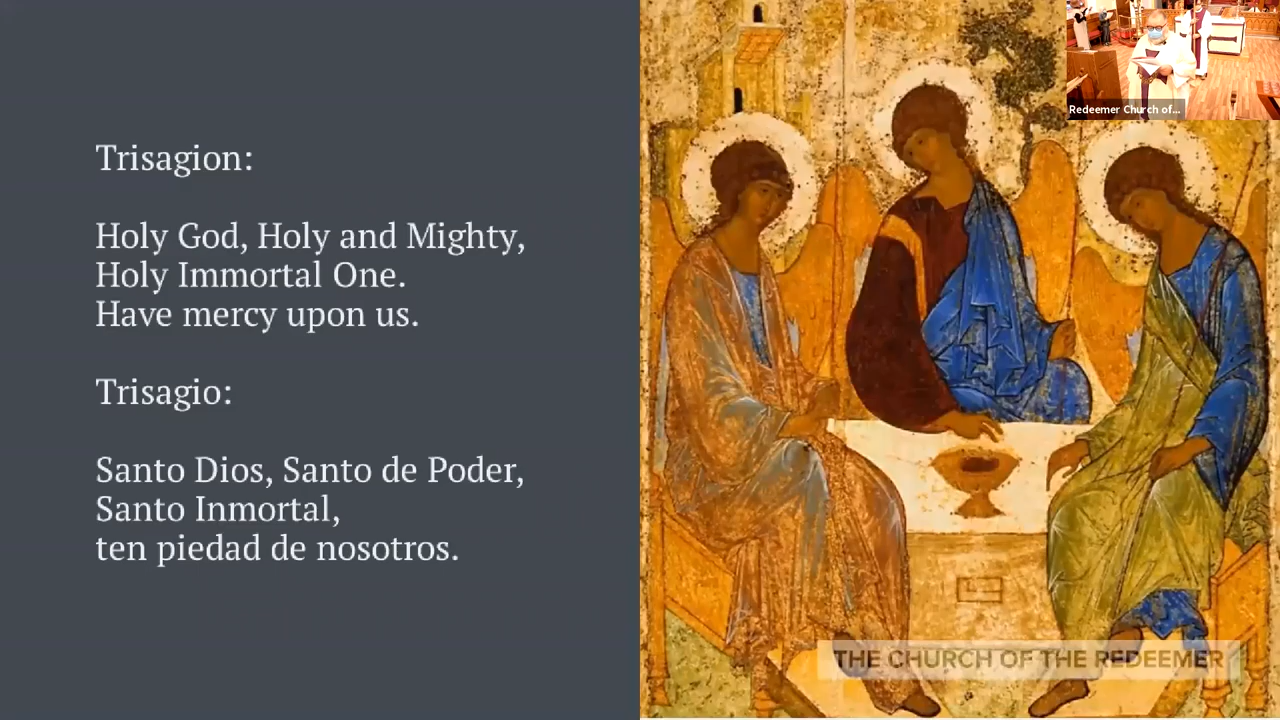 Trisagion:
Holy God, Holy and Mighty,
Holy Immortal One.
Have mercy upon us.
Trisagio:
Santo Dios, Santo de Poder,
Santo Inmortal,
ten piedad de nosotros.
Redeemer Church of...
THE CHURCH OF THE REDEEMER